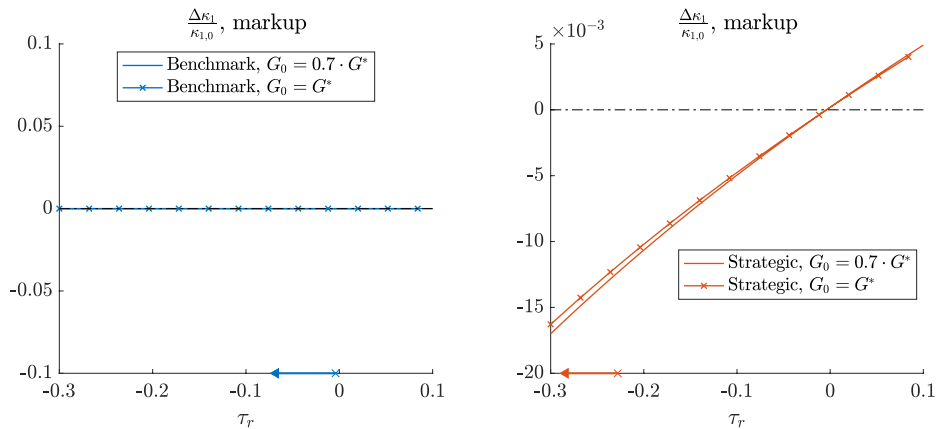 Δκ₁/κ₁,₀, markup
0.1
0.05
0
-0.05
-0.1
Benchmark, G₀ = 0.7 · G*
Benchmark, G₀ = G*
-0.3 -0.2 -0.1 0 0.1
τᵣ
Δκ₁/κ₁,₀, markup
×10⁻³
5
0
-5
-10
-15
-20
Strategic, G₀ = 0.7 · G*
Strategic, G₀ = G*
-0.3 -0.2 -0.1 0 0.1
τᵣ